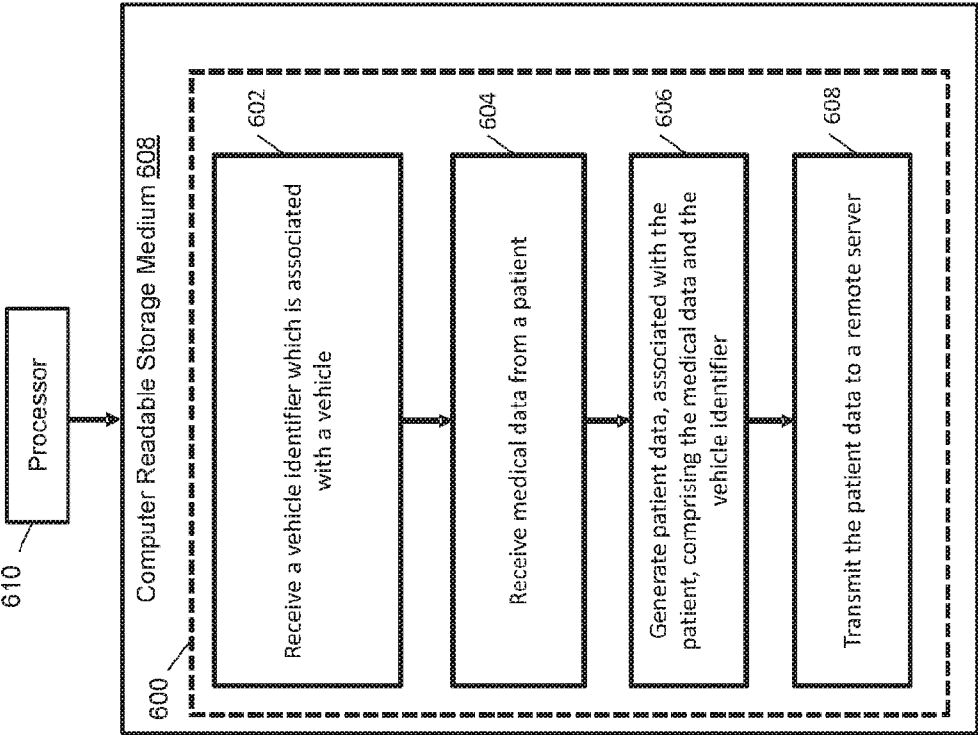 610
Processor
Computer Readable Storage Medium 608
600
602
Receive a vehicle identifier which is associated
with a vehicle
604
Receive medical data from a patient
606
Generate patient data, associated with the
patient, comprising the medical data and the
vehicle identifier
608
Transmit the patient data to a remote server